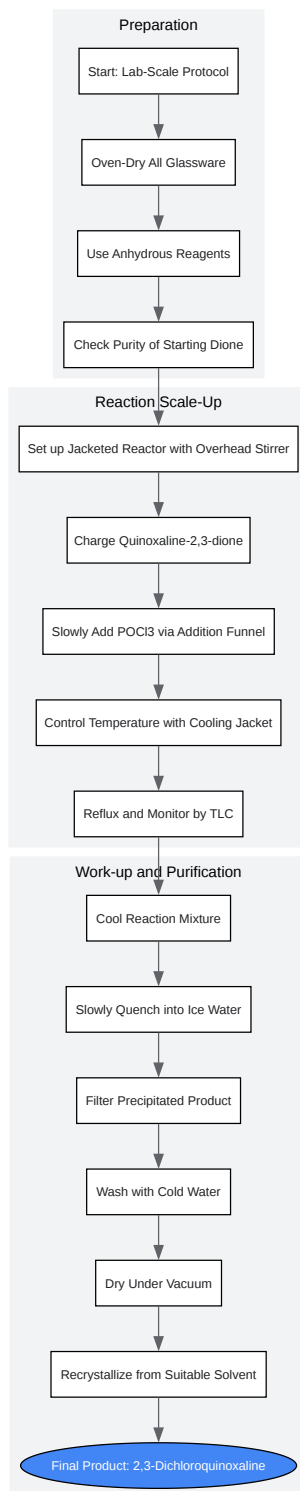 Preparation
Start: Lab-Scale Protocol
Oven-Dry All Glassware
Use Anhydrous Reagents
Check Purity of Starting Dione
Reaction Scale-Up
Set up Jacketed Reactor with Overhead Stirrer
Charge Quinoxaline-2,3-dione
Slowly Add POCl3 via Addition Funnel
Control Temperature with Cooling Jacket
Reflux and Monitor by TLC
Work-up and Purification
Cool Reaction Mixture
Slowly Quench into Ice Water
Filter Precipitated Product
Wash with Cold Water
Dry Under Vacuum
Recrystallize from Suitable Solvent
Final Product: 2,3-Dichloroquinoxaline